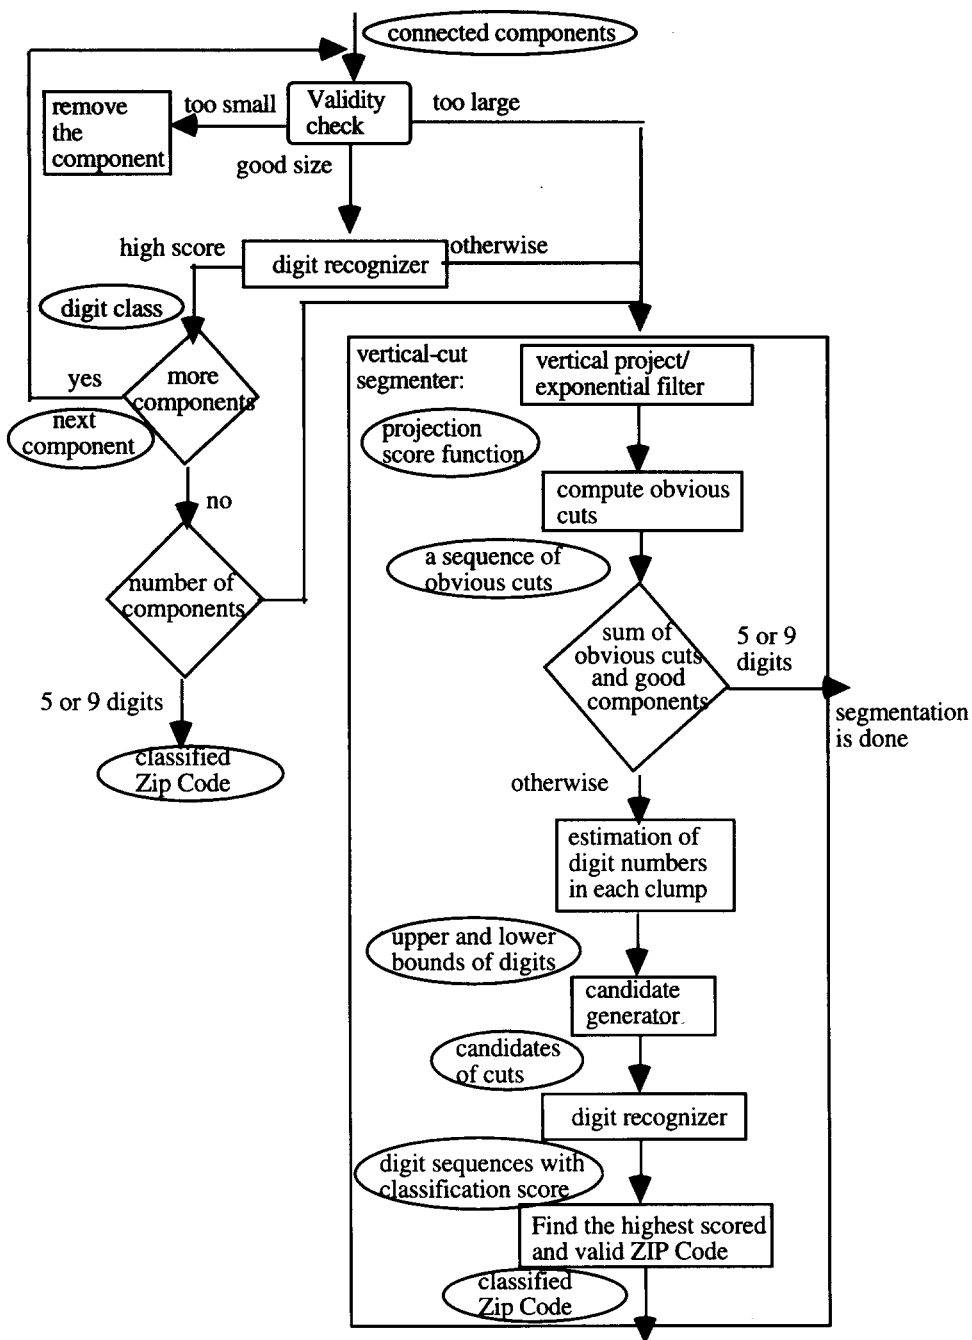 connected components
remove
the
component
too small
Validity
check
too large
good size
high score
digit recognizer
otherwise
digit class
yes
more
components
next
component
no
number of
components
5 or 9 digits
classified
Zip Code
vertical-cut
segmenter:
vertical project/
exponential filter
projection
score function
compute obvious
cuts
a sequence of
obvious cuts
sum of
obvious cuts
and good
components
5 or 9
digits
segmentation
is done
otherwise
estimation of
digit numbers
in each clump
upper and lower
bounds of digits
candidate
generator
candidates
of cuts
digit recognizer
digit sequences with
classification score
Find the highest scored
and valid ZIP Code
classified
Zip Code